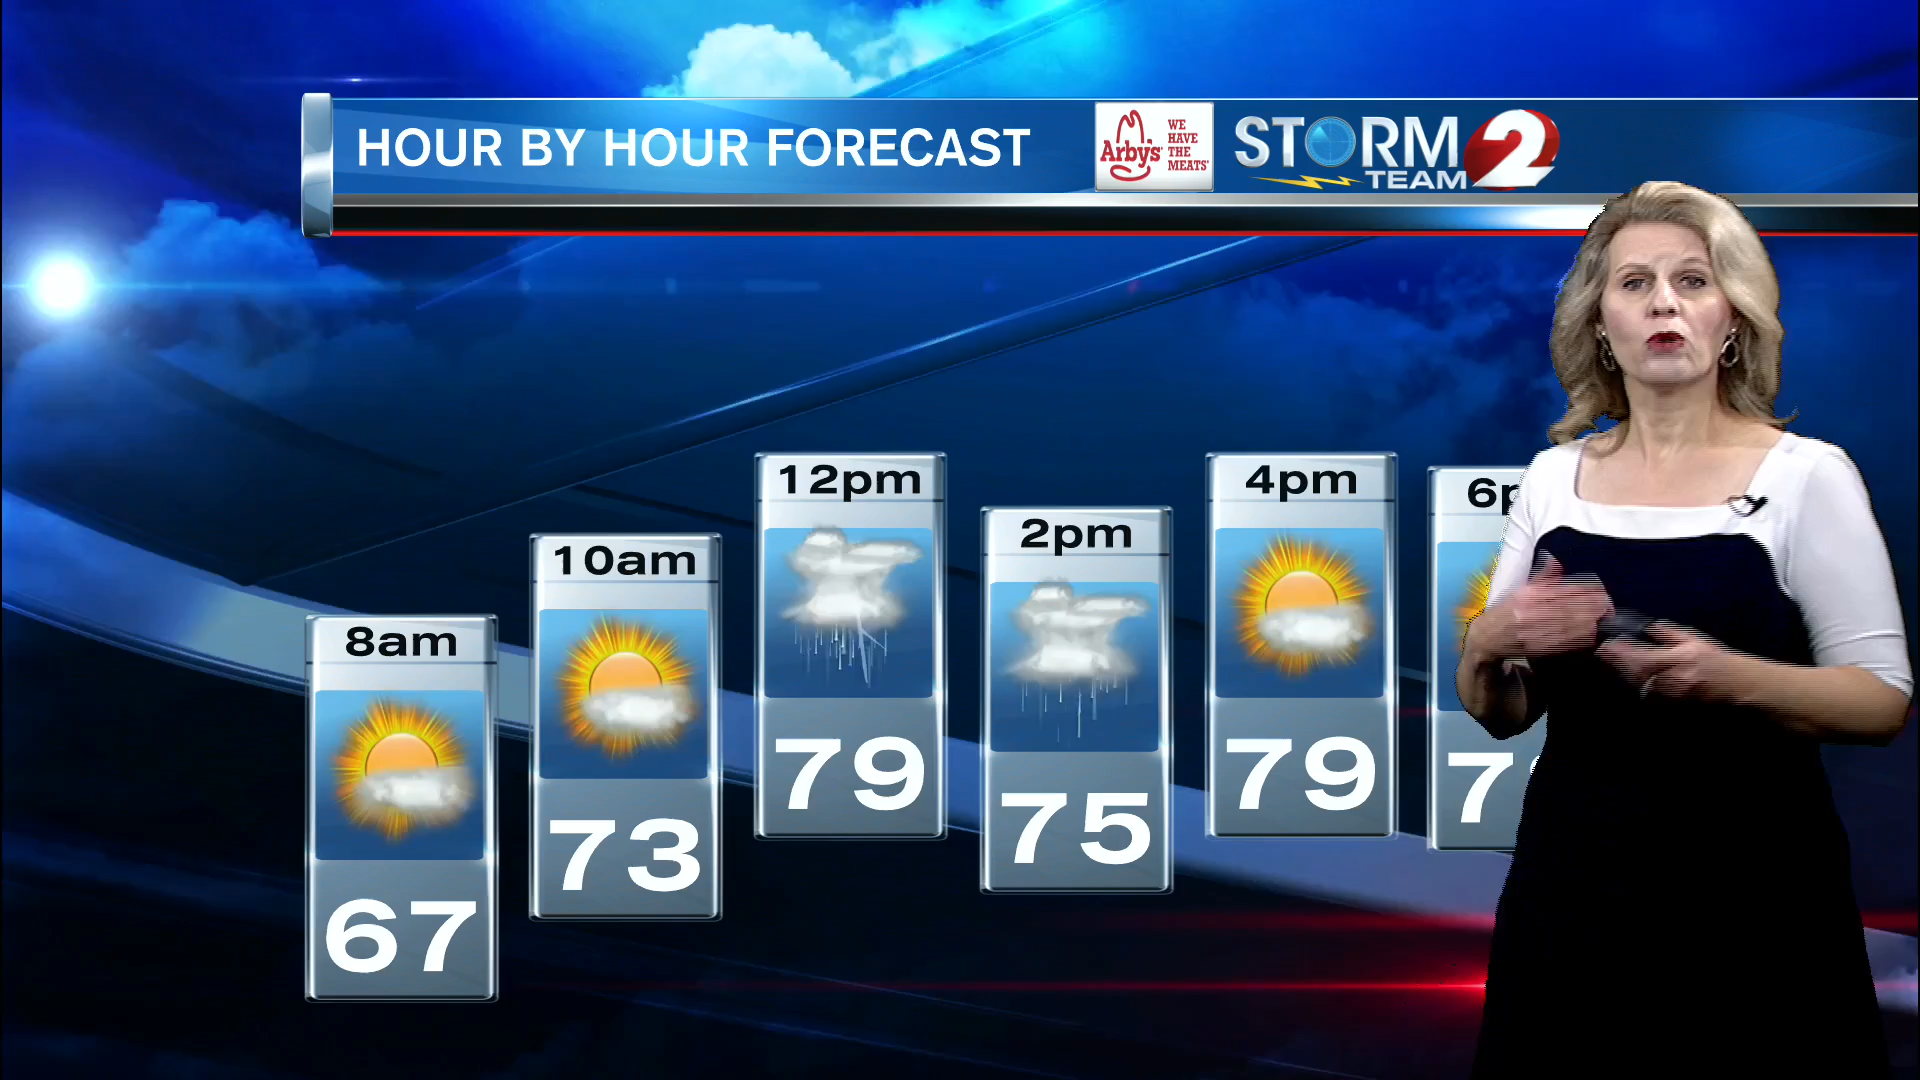 HOUR BY HOUR FORECAST
Arby's
WE
HAVE
THE
MEATS
STORM
TEAM
2
8am
67
10am
73
12pm
79
2pm
75
4pm
79